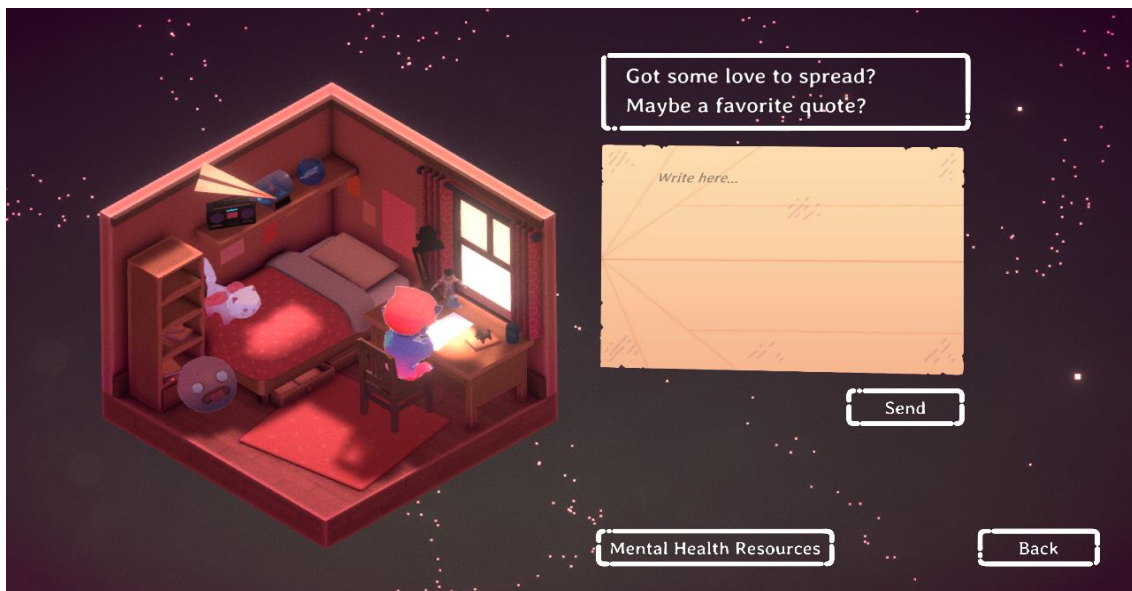 Got some love to spread?
Maybe a favorite quote?
Write here...
Send
Mental Health Resources
Back